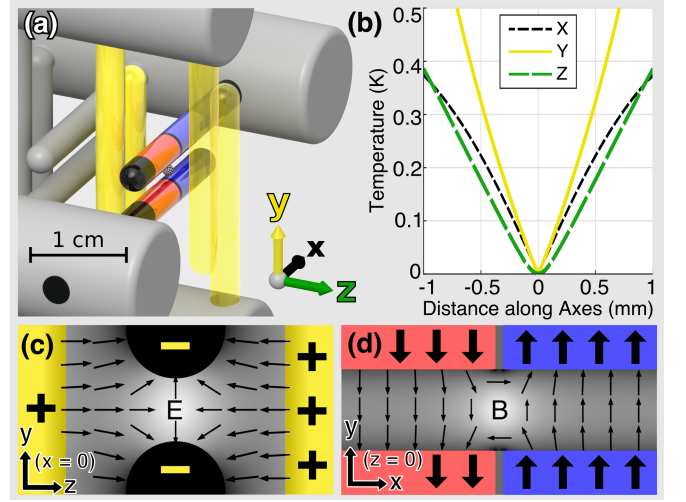 (a)
1 cm
y
x
z
(b)
Temperature (K)
0.5
0.4
0.3
0.2
0.1
0
X
Y
Z
-1 -0.5 0 0.5 1
Distance along Axes (mm)
(c)
−
+ E +
+
+
−
y
(x = 0)
z
(d)
B
y
(z = 0)
x